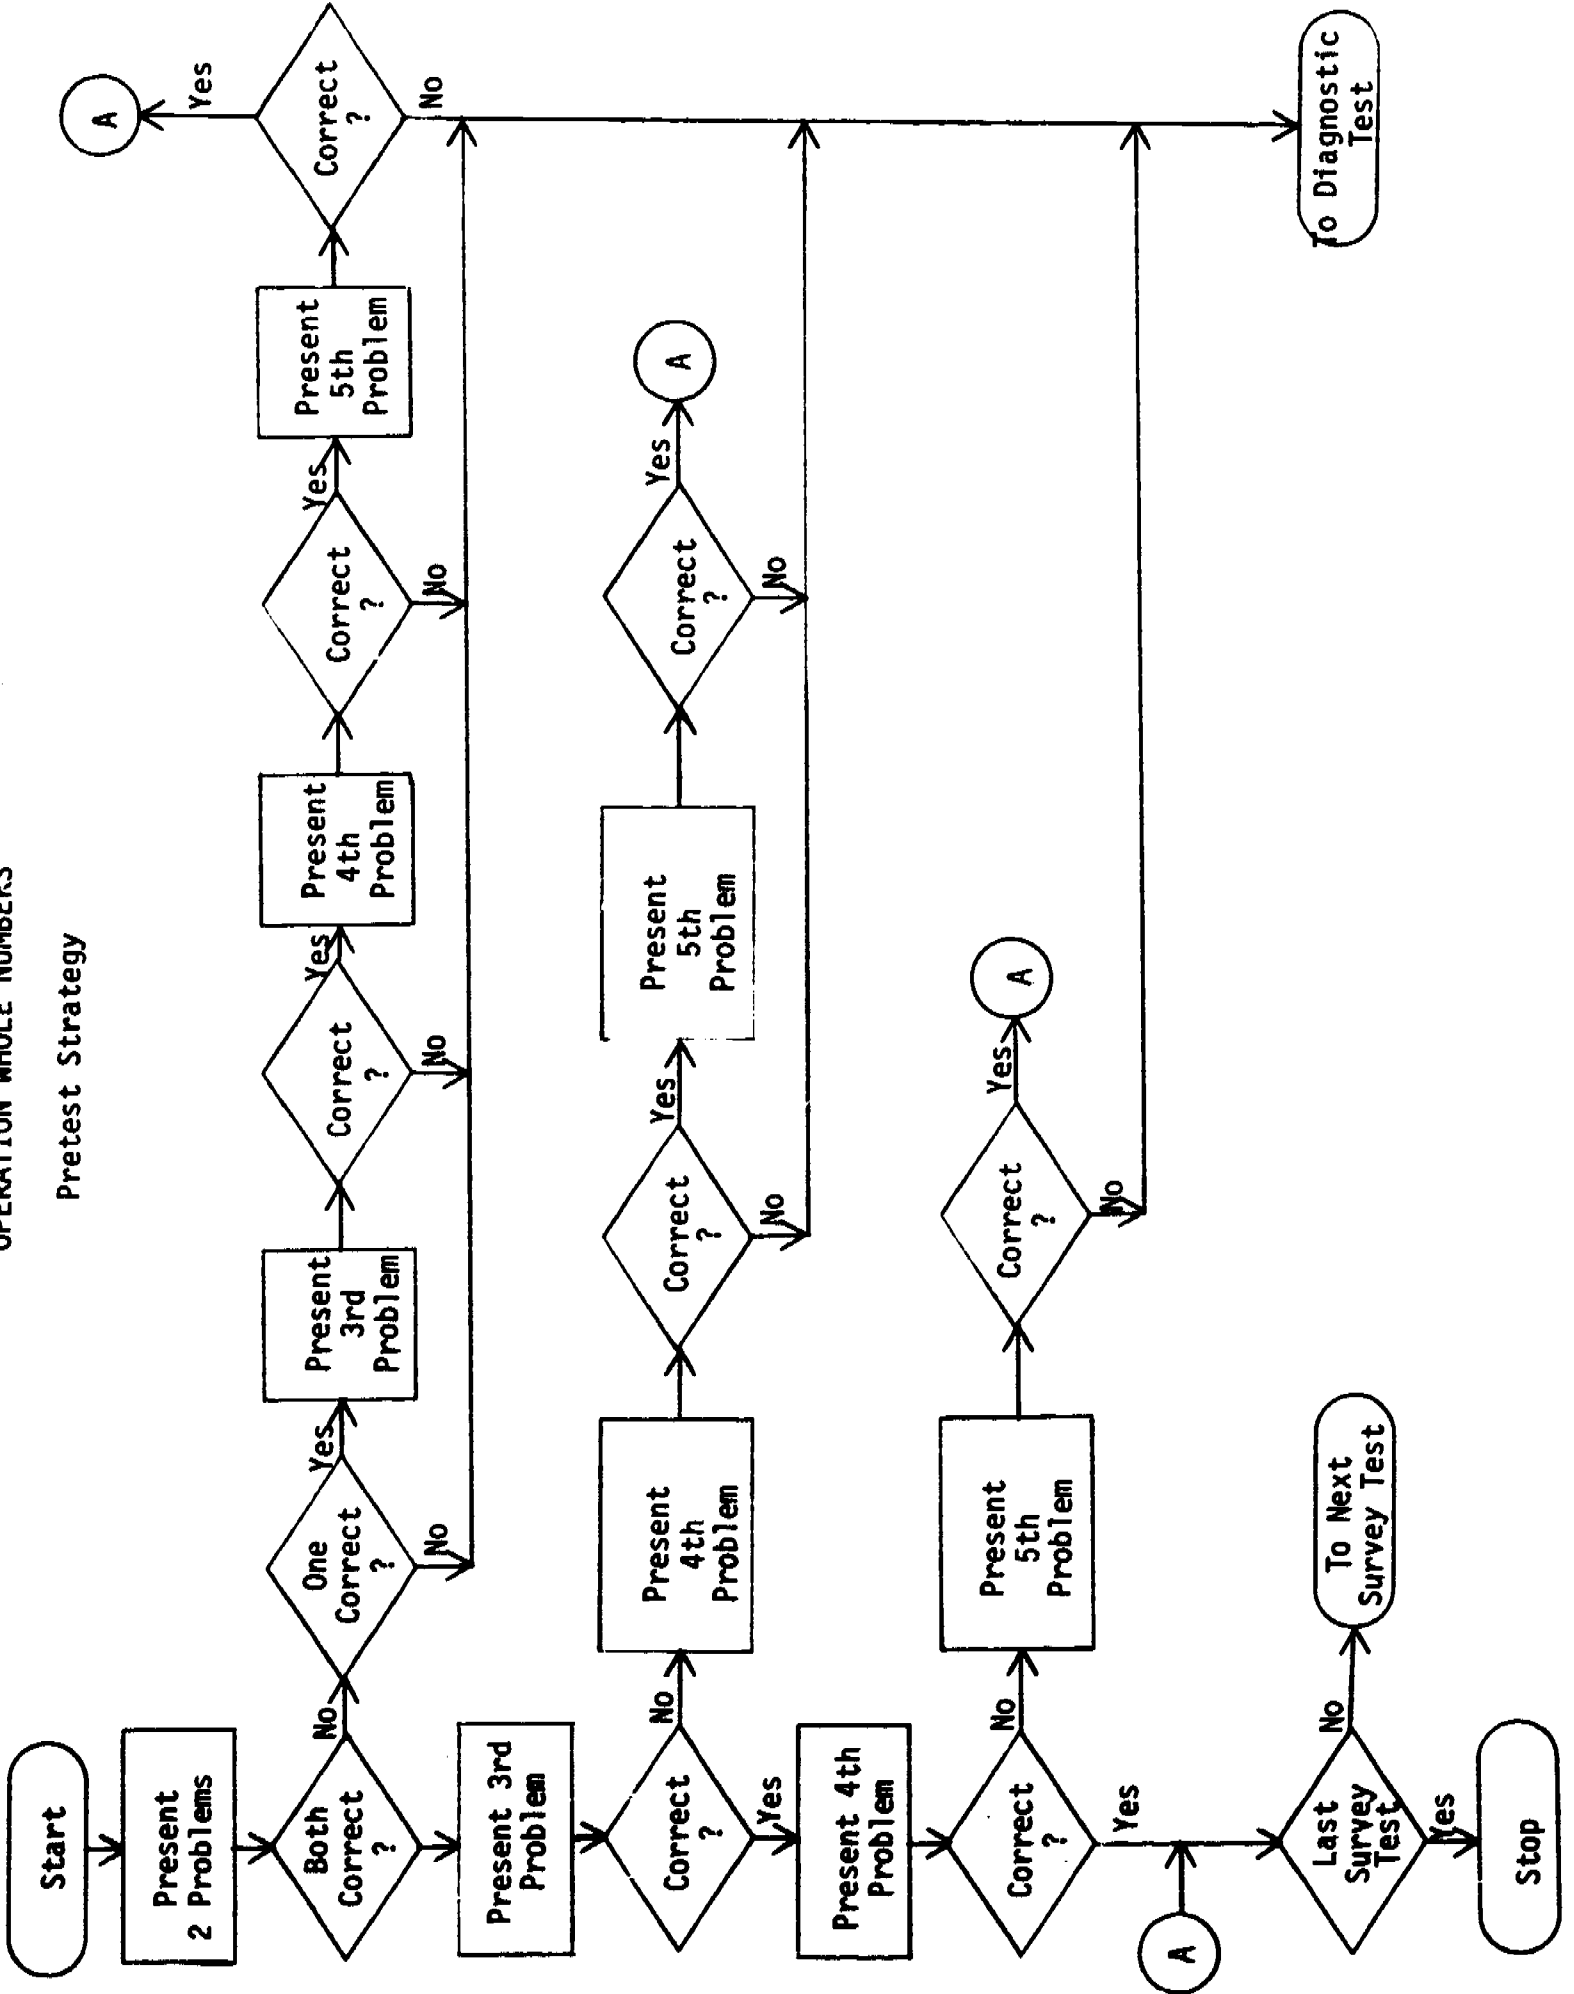 OPERATION WHOLE NUMBERS
Pretest Strategy
Start
Present
2 Problems
Both
Correct
?
No
One
Correct
?
Yes
No
Present
3rd
Problem
Correct
?
Yes
No
Present
4th
Problem
Correct
?
Yes
No
Present
5th
Problem
Correct
?
Yes
A
No
Present 3rd
Problem
Correct
?
No
Yes
Present
4th
Problem
Correct
?
Yes
No
Present
5th
Problem
Correct
?
Yes
No
A
Present 4th
Problem
Correct
?
No
Yes
Present
5th
Problem
Correct
?
Yes
No
A
A
Last
Survey
Test
No
To Next
Survey Test
Yes
Stop
To Diagnostic
Test